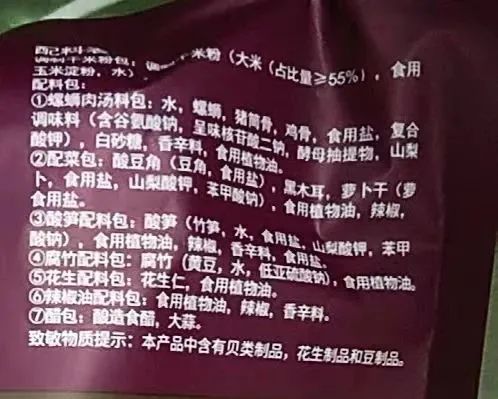 配料表
调制干米粉包：调制干米粉（大米（占比量≥55%），食用
玉米淀粉，水）
配料包：
①螺蛳肉汤料包：水，螺蛳，猪筒骨，鸡骨，食用盐，复合
调味料（含谷氨酸钠，呈味核苷酸二钠，酵母抽提物，山梨
酸钾），白砂糖，香辛料，食用植物油。
②配菜包：酸豆角（豆角，食用盐），黑木耳，萝卜干（萝
卜，食用盐，山梨酸钾，苯甲酸钠），食用植物油，辣椒，
食用盐。
③酸笋配料包：酸笋（竹笋，水，食用盐，山梨酸钾，苯甲
酸钠），食用植物油，辣椒，香辛料，食用盐。
④腐竹配料包：腐竹（黄豆，水，低亚硫酸钠），食用植物油。
⑤花生配料包：花生仁，食用植物油。
⑥辣椒油配料包：食用植物油，辣椒，香辛料。
⑦醋包：酿造食醋，大蒜。
致敏物质提示：本产品中含有贝类制品，花生制品和豆制品。